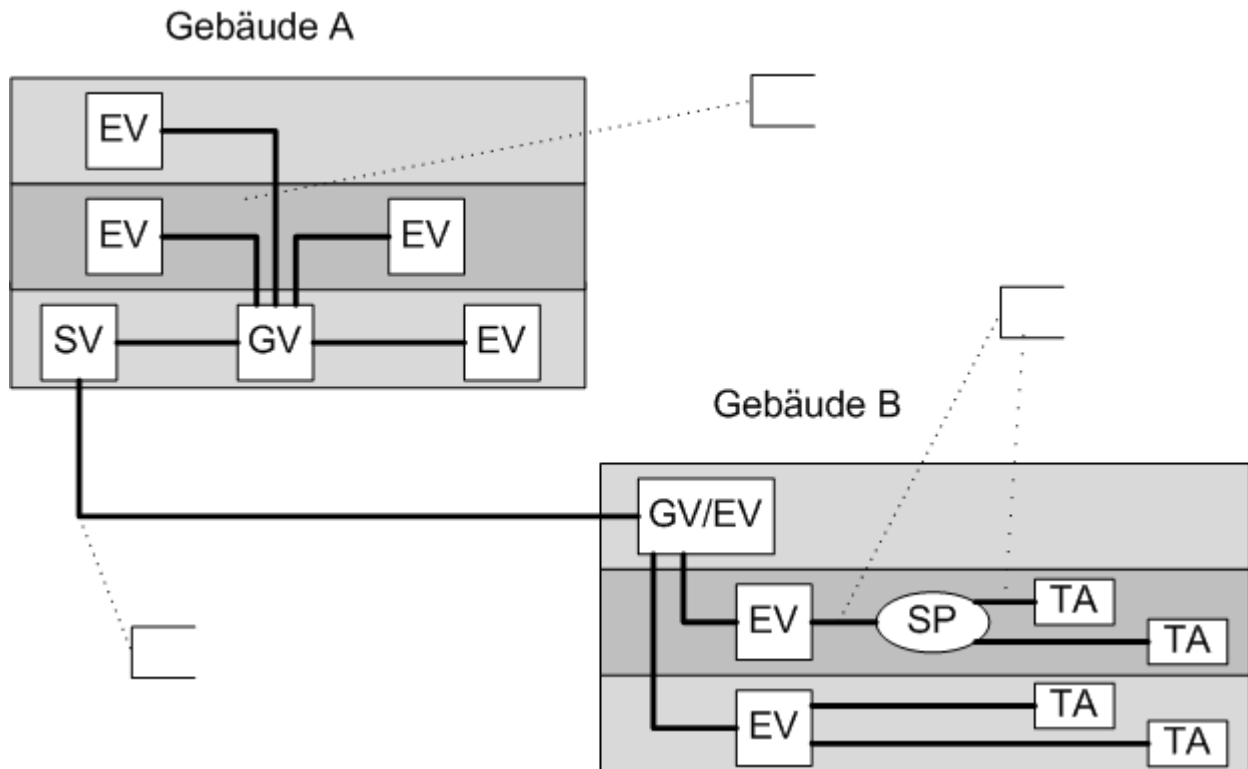 Gebäude A
EV
EV EV
SV GV EV
Gebäude B
GV/EV
EV SP TA
TA
EV TA
TA